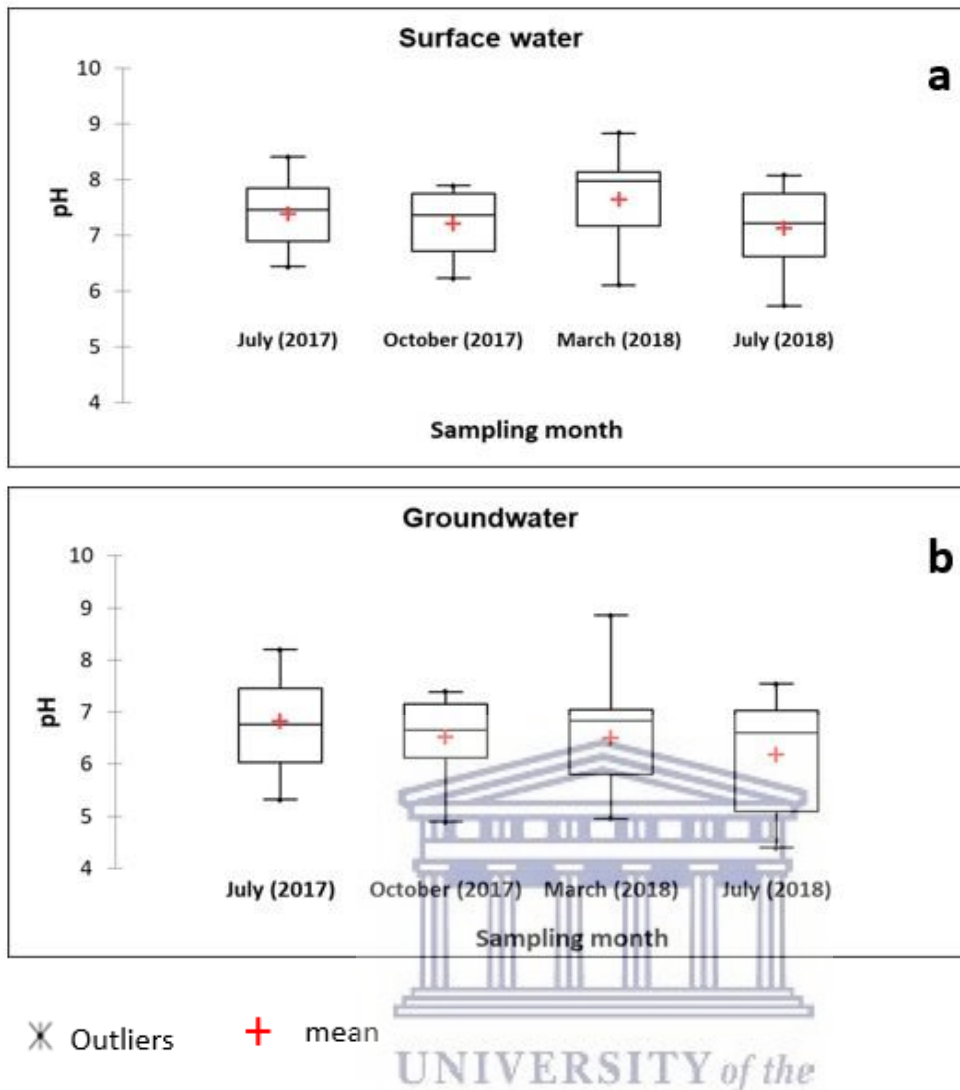 Surface water
a
10
9
8
7
6
5
4
pH
July (2017) October (2017) March (2018) July (2018)
Sampling month
Groundwater
b
10
9
8
7
6
5
4
pH
July (2017) October (2017) March (2018) July (2018)
Sampling month
Outliers + mean
UNIVERSITY of the